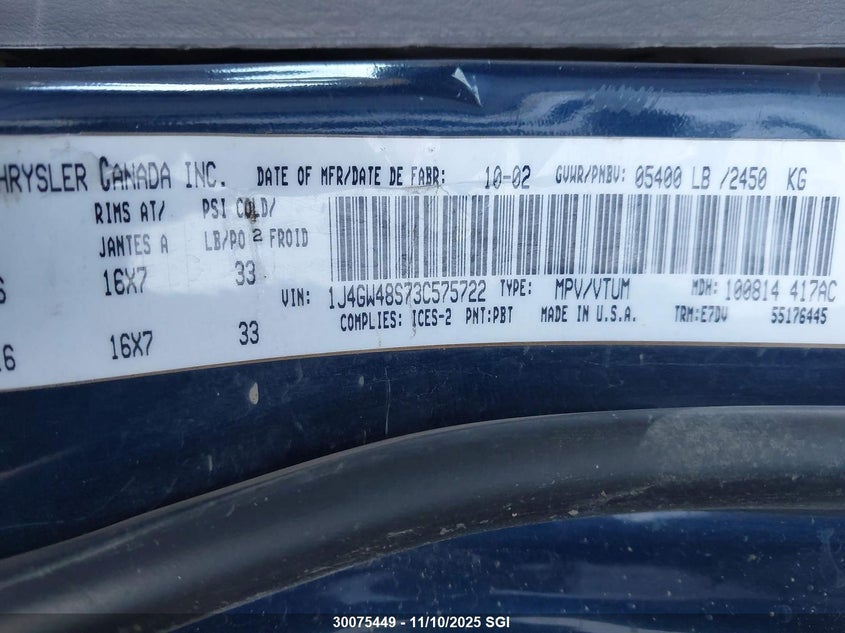 HRYSLER CANADA INC. DATE OF MFR/DATE DE FABR: 10-02 GVWR/PNBV: 05400 LB /2450 KG
RIMS AT/ PSI COLD/
JANTES A LB/PO 2 FROID
16X7 33
VIN: 1J4GW48S73C575722 TYPE: MPV/VTUM MDH: 100814 417AC
COMPLIES: ICES-2 PNT:PBT MADE IN U.S.A. TRM:E7DV 55176445
16X7 33
30075449 - 11/10/2025 SGI